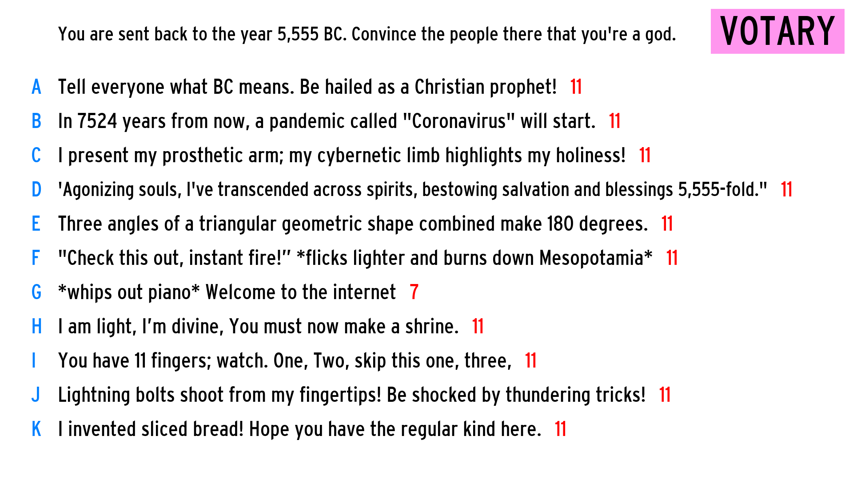 You are sent back to the year 5,555 BC. Convince the people there that you're a god.
VOTARY
A Tell everyone what BC means. Be hailed as a Christian prophet! 11
B In 7524 years from now, a pandemic called "Coronavirus" will start. 11
C I present my prosthetic arm; my cybernetic limb highlights my holiness! 11
D 'Agonizing souls, I've transcended across spirits, bestowing salvation and blessings 5,555-fold." 11
E Three angles of a triangular geometric shape combined make 180 degrees. 11
F "Check this out, instant fire!” *flicks lighter and burns down Mesopotamia* 11
G *whips out piano* Welcome to the internet 7
H I am light, I’m divine, You must now make a shrine. 11
I You have 11 fingers; watch. One, Two, skip this one, three, 11
J Lightning bolts shoot from my fingertips! Be shocked by thundering tricks! 11
K I invented sliced bread! Hope you have the regular kind here. 11